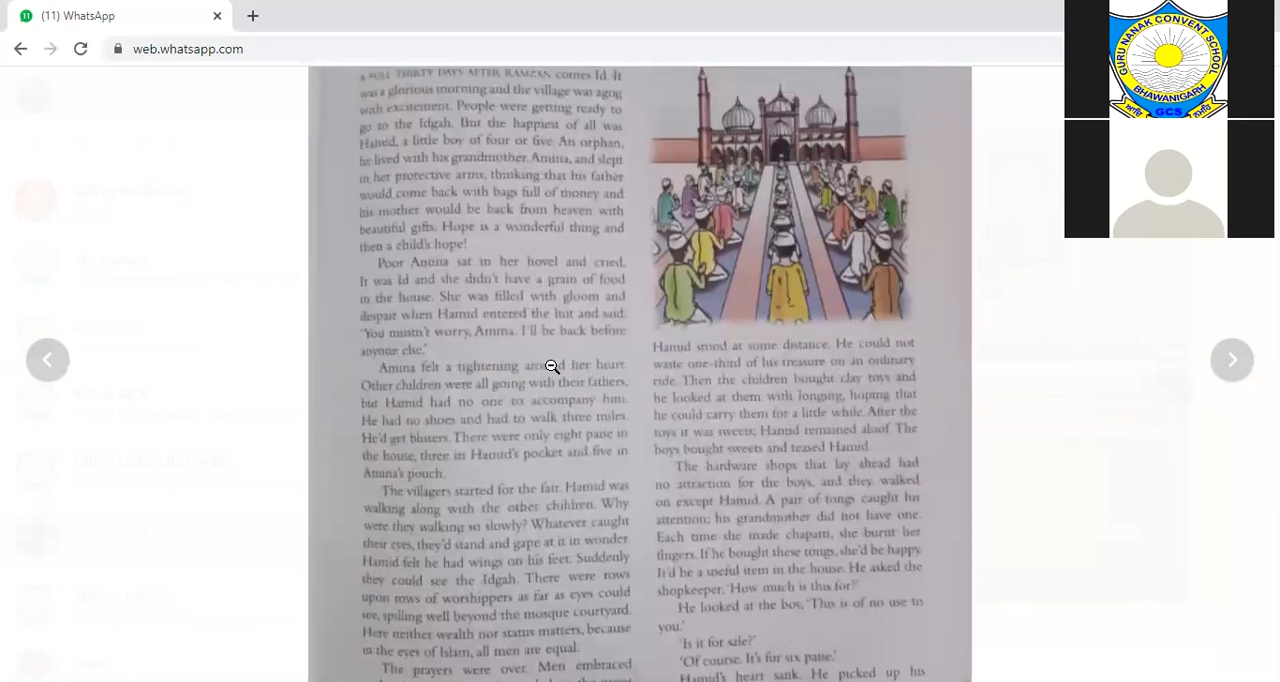 (11) WhatsApp
web.whatsapp.com
GURU NANAK CONVENT SCHOOL
GCS
BHAWANIGARH
A FULL THIRTY DAYS AFTER RAMZAN comes Id. It
was a glorious morning and the village was agog
with excitement. People were getting ready to
go to the Idgah. But the happiest of all was
Hamid, a little boy of four or five. An orphan,
he lived with his grandmother, Amina, and slept
in her protective arms, thinking that his father
would come back with bags full of money and
his mother would be back from heaven with
beautiful gifts. Hope is a wonderful thing and
then a child's hope!
Poor Amina sat in her hovel and cried.
It was Id and she didn't have a grain of food
in the house. She was filled with gloom and
despair when Hamid entered the hut and said,
'You mustn't worry, Amma. I'll be back before
anyone else.'
Amina felt a tightening around her heart.
Other children were all going with their fathers,
but Hamid had no one to accompany him.
He had no shoes and had to walk three miles.
He'd get blisters. There were only eight paise in
the house, three in Hamid's pocket and five in
Amina's pouch.
The villagers started for the fair. Hamid was
walking along with the other children. Why
were they walking so slowly? Whatever caught
their eyes, they'd stand and gape at it in wonder.
Hamid felt he had wings on his feet. Suddenly
they could see the Idgah. There were rows
upon rows of worshippers as far as eyes could
see, spilling well beyond the mosque courtyard.
Here neither wealth nor status matters, because
in the eyes of Islam, all men are equal.
The prayers were over. Men embraced
Hamid stood at some distance. He could not
waste one-third of his treasure on an ordinary
ride. Then the children bought clay toys and
he looked at them with longing, hoping that
he could carry them for a little while. After the
toys it was sweets; Hamid remained aloof. The
boys bought sweets and teased Hamid.
The hardware shops that lay ahead had
no attraction for the boys, and they walked
on except Hamid. A pair of tongs caught his
attention; his grandmother did not have one.
Each time she made chapatti, she burnt her
fingers. If he bought these tongs, she'd be happy.
It'd be a useful item in the house. He asked the
shopkeeper, 'How much is this for?'
He looked at the boy, 'This is of no use to
you.'
'Is it for sale?'
'Of course. It's for six paise.'
Hamid's heart sank. He picked up his